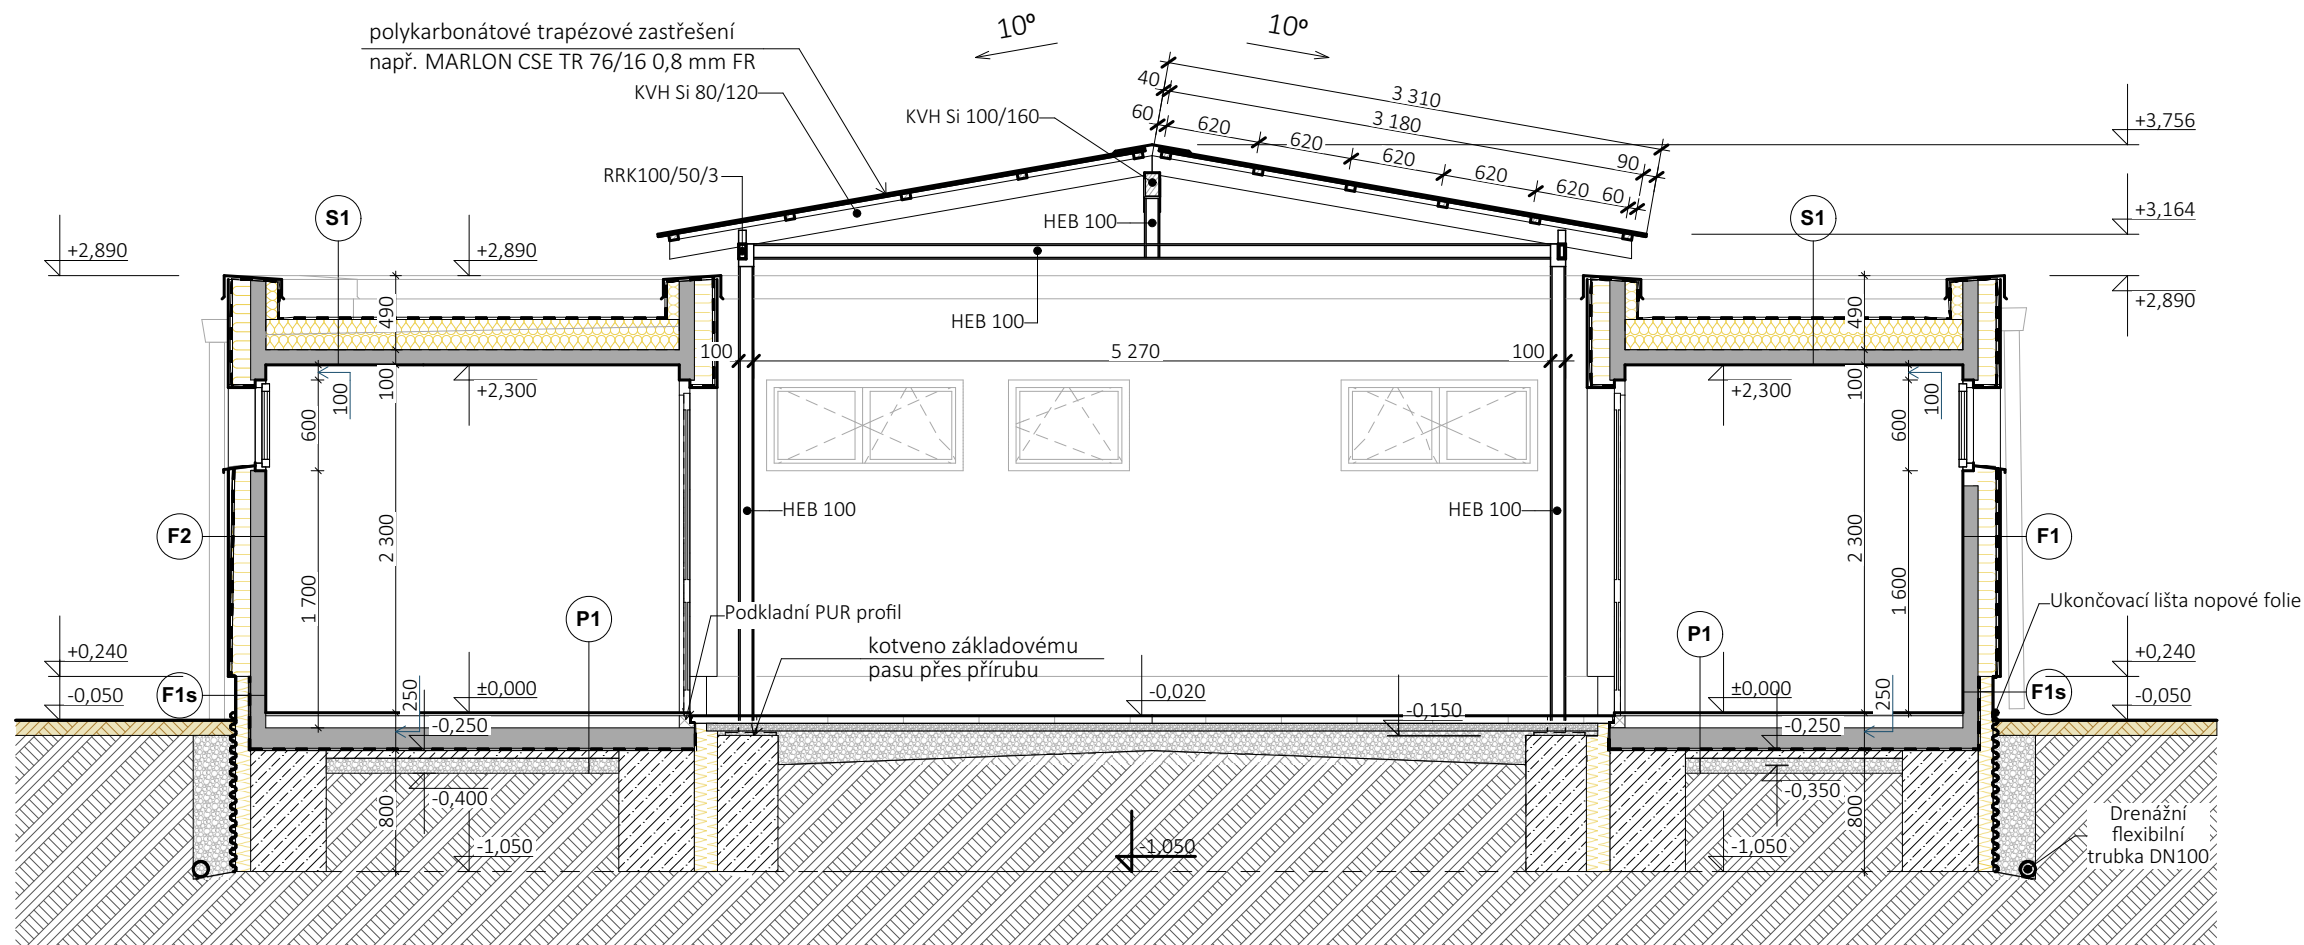 10º
10º
polykarbonátové trapézové zastřešení
např. MARLON CSE TR 76/16 0,8 mm FR
KVH Si 80/120
KVH Si 100/160
RRK100/50/3
40
60
3 310
3 180
620
620
620
620
620
90
60
+3,756
+3,164
HEB 100
S1
S1
+2,890
+2,890
+2,890
490
490
HEB 100
100
5 270
100
+2,300
+2,300
100
100
100
100
600
600
HEB 100
HEB 100
F2
F1
2 300
2 300
1 700
1 600
P1
P1
Podkladní PUR profil
kotveno základovému
pasu přes přírubu
Ukončovací lišta nopové folie
+0,240
-0,050
+0,240
-0,050
F1s
F1s
±0,000
±0,000
250
250
-0,020
-0,150
-0,250
-0,250
-0,400
-0,350
800
800
-1,050
-1,050
-1,050
Drenážní
flexibilní
trubka DN100